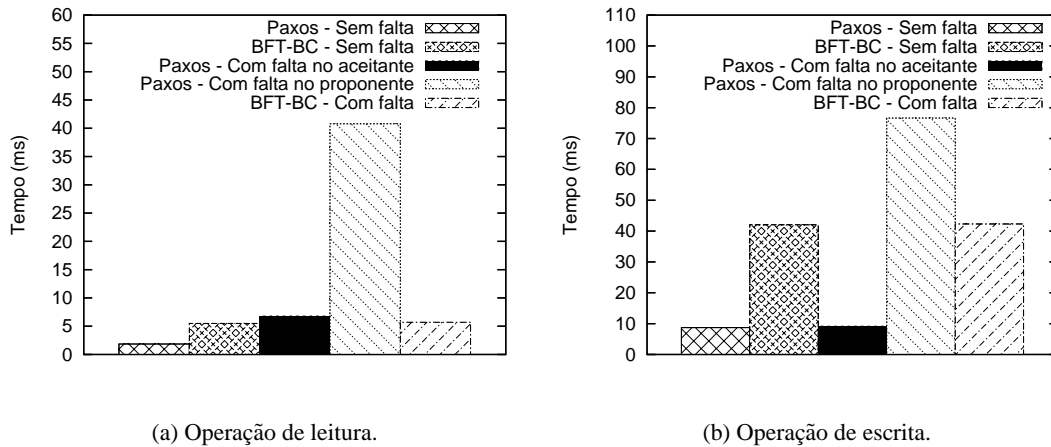 60
55
50
45
40
35
30
25
20
15
10
5
0
Tempo (ms)
Paxos - Sem falta
BFT-BC - Sem falta
Paxos - Com falta no aceitante
Paxos - Com falta no proponente
BFT-BC - Com falta
(a) Operação de leitura.
110
100
90
80
70
60
50
40
30
20
10
0
Tempo (ms)
Paxos - Sem falta
BFT-BC - Sem falta
Paxos - Com falta no aceitante
Paxos - Com falta no proponente
BFT-BC - Com falta
(b) Operação de escrita.